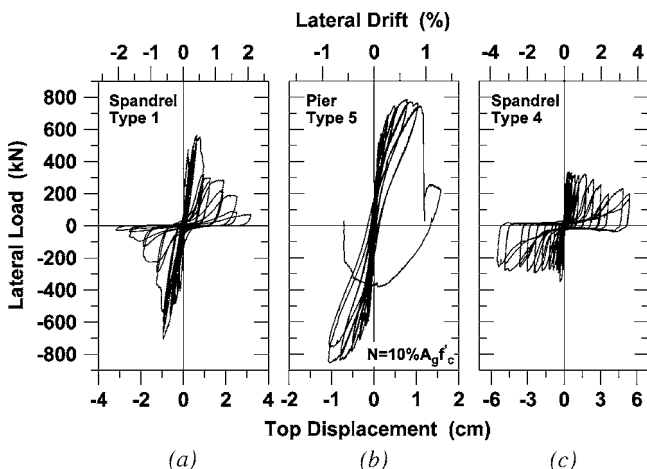 Lateral Drift (%)
-2 -1 0 1 2
-1 0 1
-4 -2 0 2 4
Lateral Load (kN)
800
600
400
200
0
-200
-400
-600
-800
Spandrel
Type 1
Pier
Type 5
Spandrel
Type 4
N=10%Agf'c
-4 -2 0 2 4
-2 -1 0 1 2
-6 -3 0 3 6
Top Displacement (cm)
(a) (b) (c)